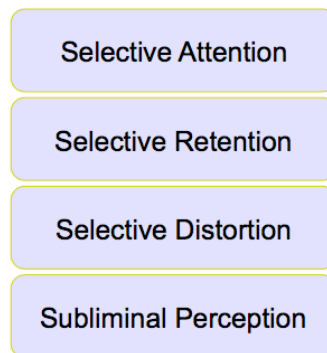 Selective Attention
Selective Retention
Selective Distortion
Subliminal Perception